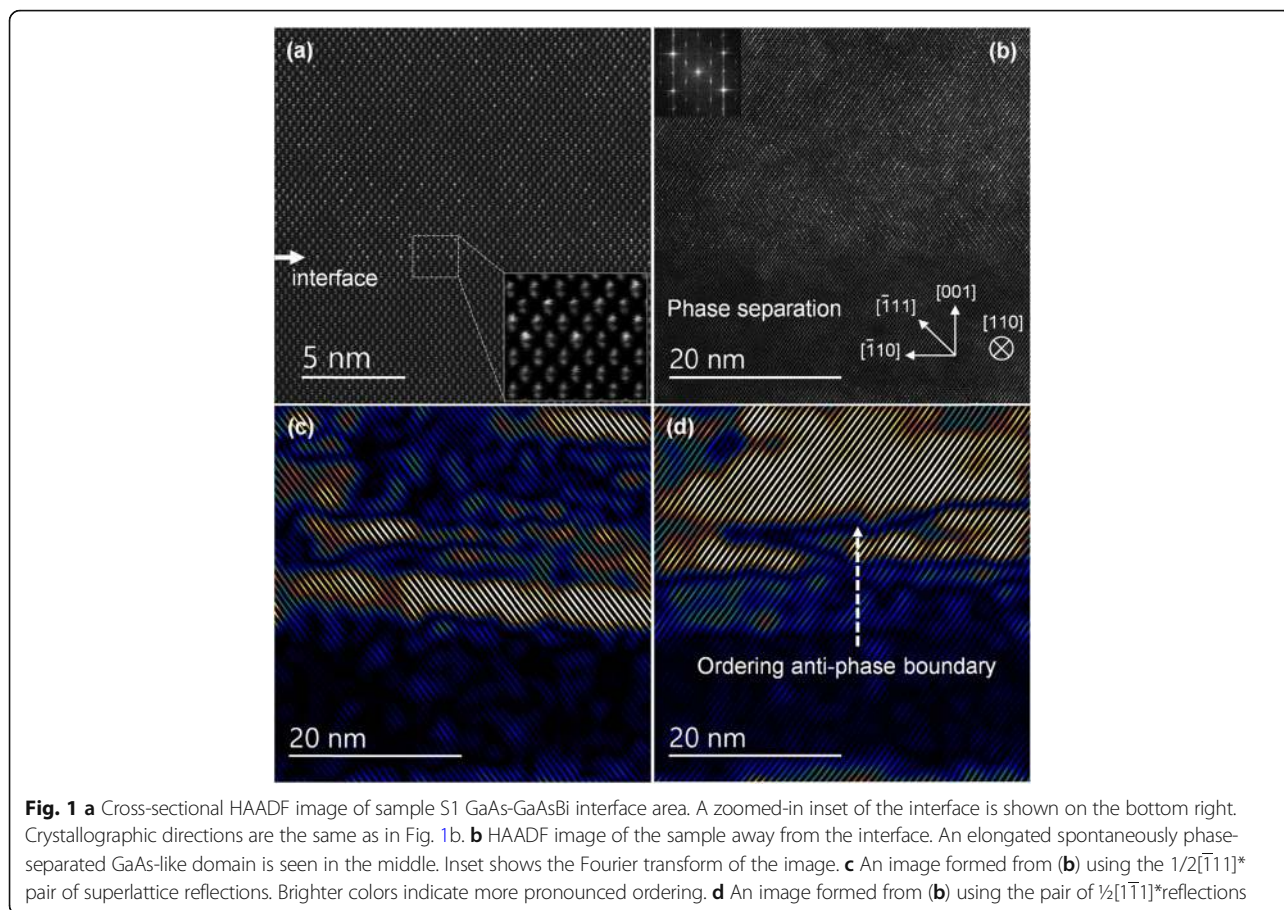 (a)
(b)
interface
5 nm
Phase separation
[001]
[1̅11]
[110]
[1̅10]
20 nm
(c)
(d)
Ordering anti-phase boundary
20 nm
20 nm
Fig. 1 a Cross-sectional HAADF image of sample S1 GaAs-GaAsBi interface area. A zoomed-in inset of the interface is shown on the bottom right.
Crystallographic directions are the same as in Fig. 1b. b HAADF image of the sample away from the interface. An elongated spontaneously phase-
separated GaAs-like domain is seen in the middle. Inset shows the Fourier transform of the image. c An image formed from (b) using the 1/2[1̅11]*
pair of superlattice reflections. Brighter colors indicate more pronounced ordering. d An image formed from (b) using the pair of ½[11̅1]*reflections